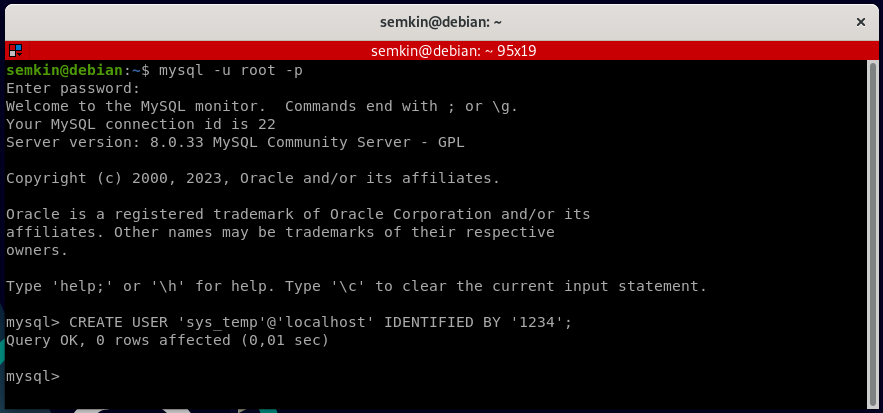 semkin@debian: ~
semkin@debian: ~ 95x19
semkin@debian:~$ mysql -u root -p
Enter password:
Welcome to the MySQL monitor.  Commands end with ; or \g.
Your MySQL connection id is 22
Server version: 8.0.33 MySQL Community Server - GPL
Copyright (c) 2000, 2023, Oracle and/or its affiliates.
Oracle is a registered trademark of Oracle Corporation and/or its
affiliates. Other names may be trademarks of their respective
owners.
Type 'help;' or '\h' for help. Type '\c' to clear the current input statement.
mysql> CREATE USER 'sys_temp'@'localhost' IDENTIFIED BY '1234';
Query OK, 0 rows affected (0,01 sec)
mysql>